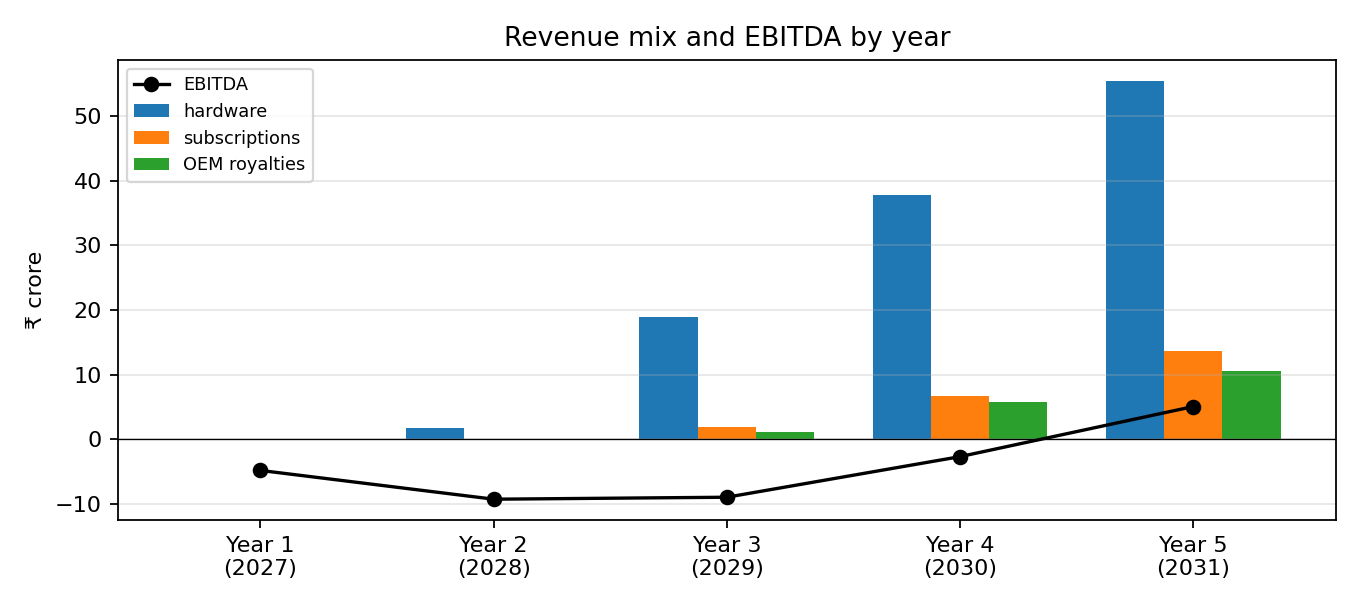 Revenue mix and EBITDA by year
EBITDA
hardware
subscriptions
OEM royalties
₹ crore
50
40
30
20
10
0
−10
Year 1
(2027)
Year 2
(2028)
Year 3
(2029)
Year 4
(2030)
Year 5
(2031)